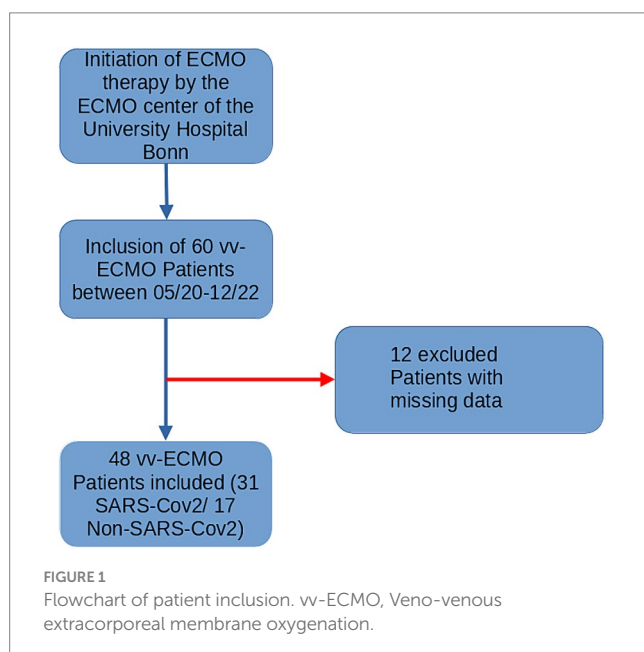 Initiation of ECMO
therapy by the
ECMO center of the
University Hospital
Bonn
Inclusion of 60 vv-
ECMO Patients
between 05/20-12/22
12 excluded
Patients with
missing data
48 vv-ECMO
Patients included (31
SARS-Cov2/ 17
Non-SARS-Cov2)
FIGURE 1
Flowchart of patient inclusion. vv-ECMO, Veno-venous
extracorporeal membrane oxygenation.